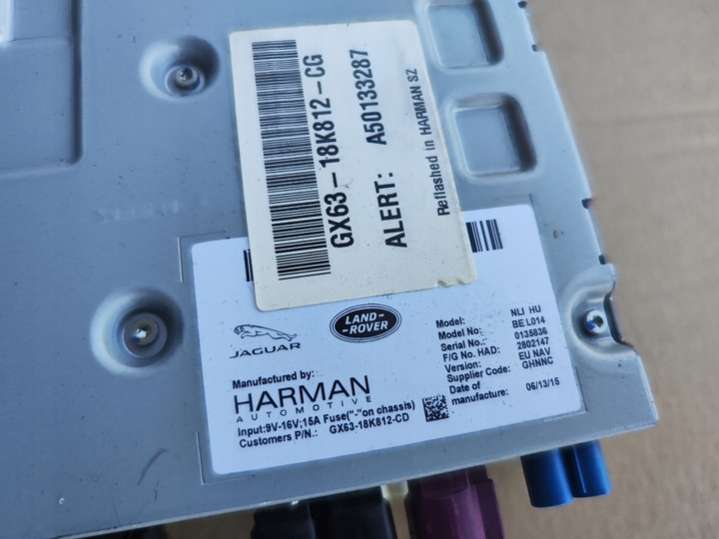 GX63-18K812-CG
ALERT: A50133287
Reflashed in HARMAN SZ
JAGUAR
LAND-
-ROVER
Manufactured by:
HARMAN
AUTOMOTIVE
Input:9V-16V;15A Fuse("-"on chassis)
Customers P/N.: GX63-18K812-CD
Model: NLI HU
Model No.: BE.L014
Serial No.: 0135836
F/G No. HAD: 2802147
Version: EU NAV
Supplier Code: GHNNC
Date of
manufacture: 06/13/15